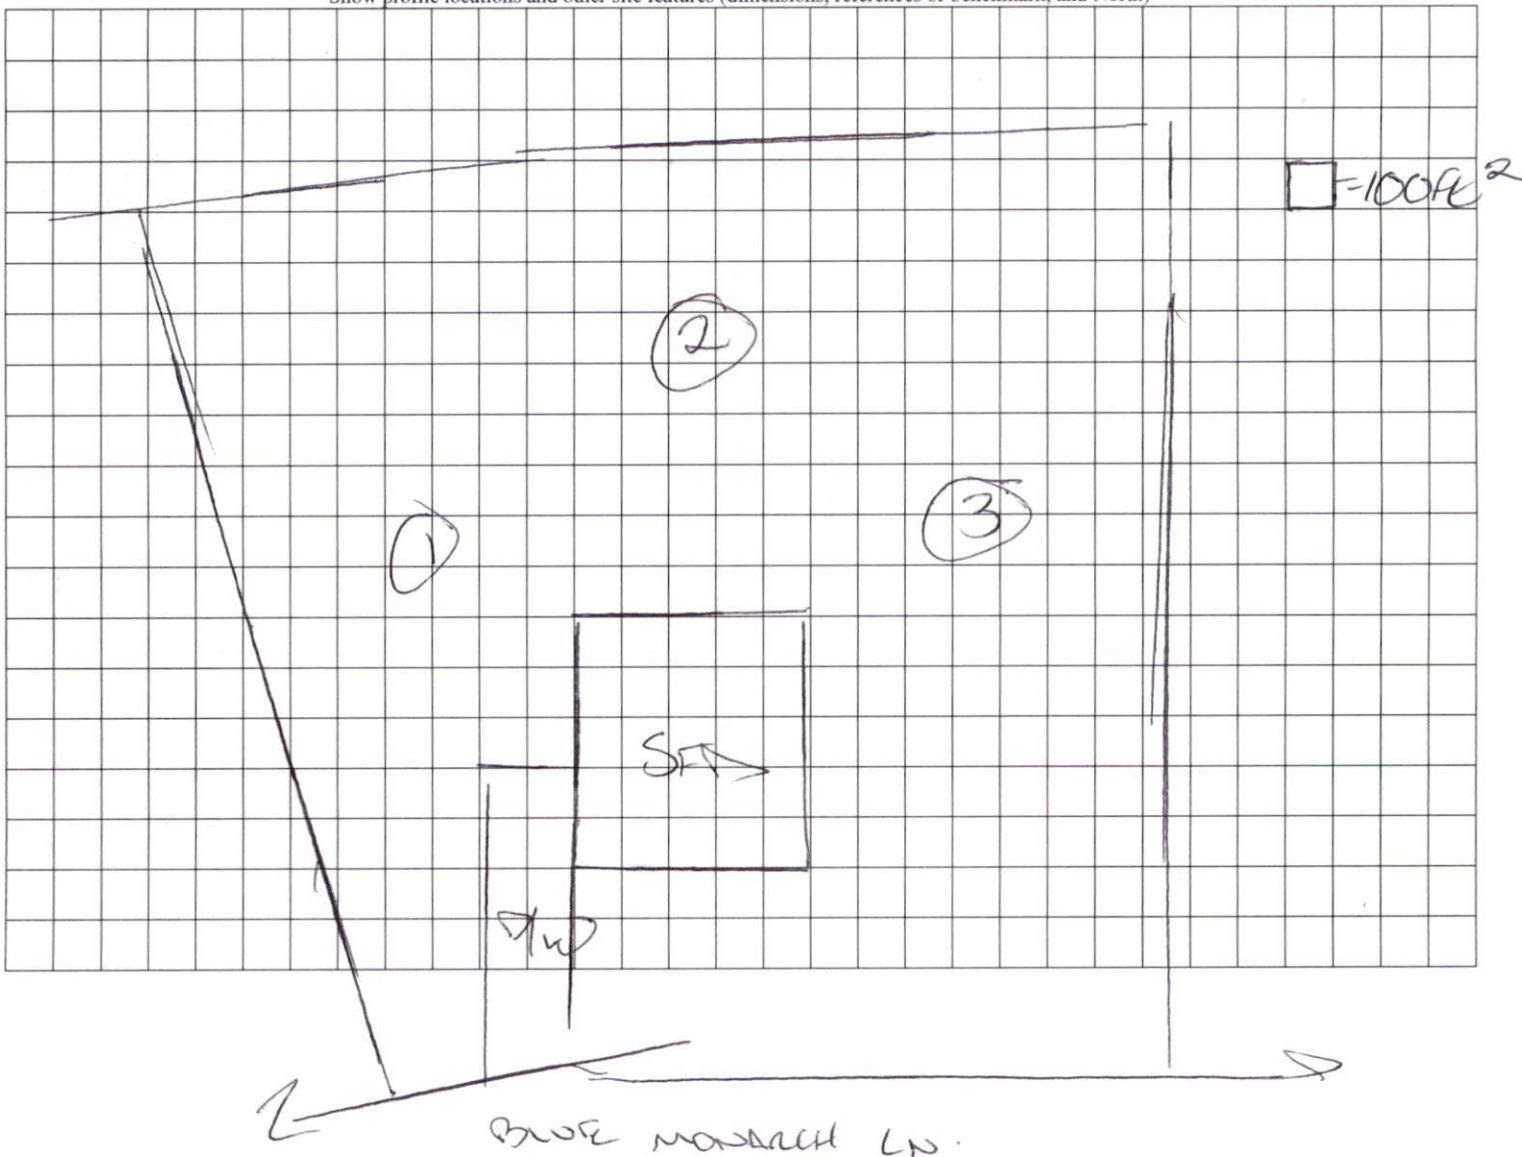 Show profile locations and other site features (dimensions, references or benchmark, and North)
=100Ft²
2
3
1
SFD
D/W
BLUE MONARCH LN.